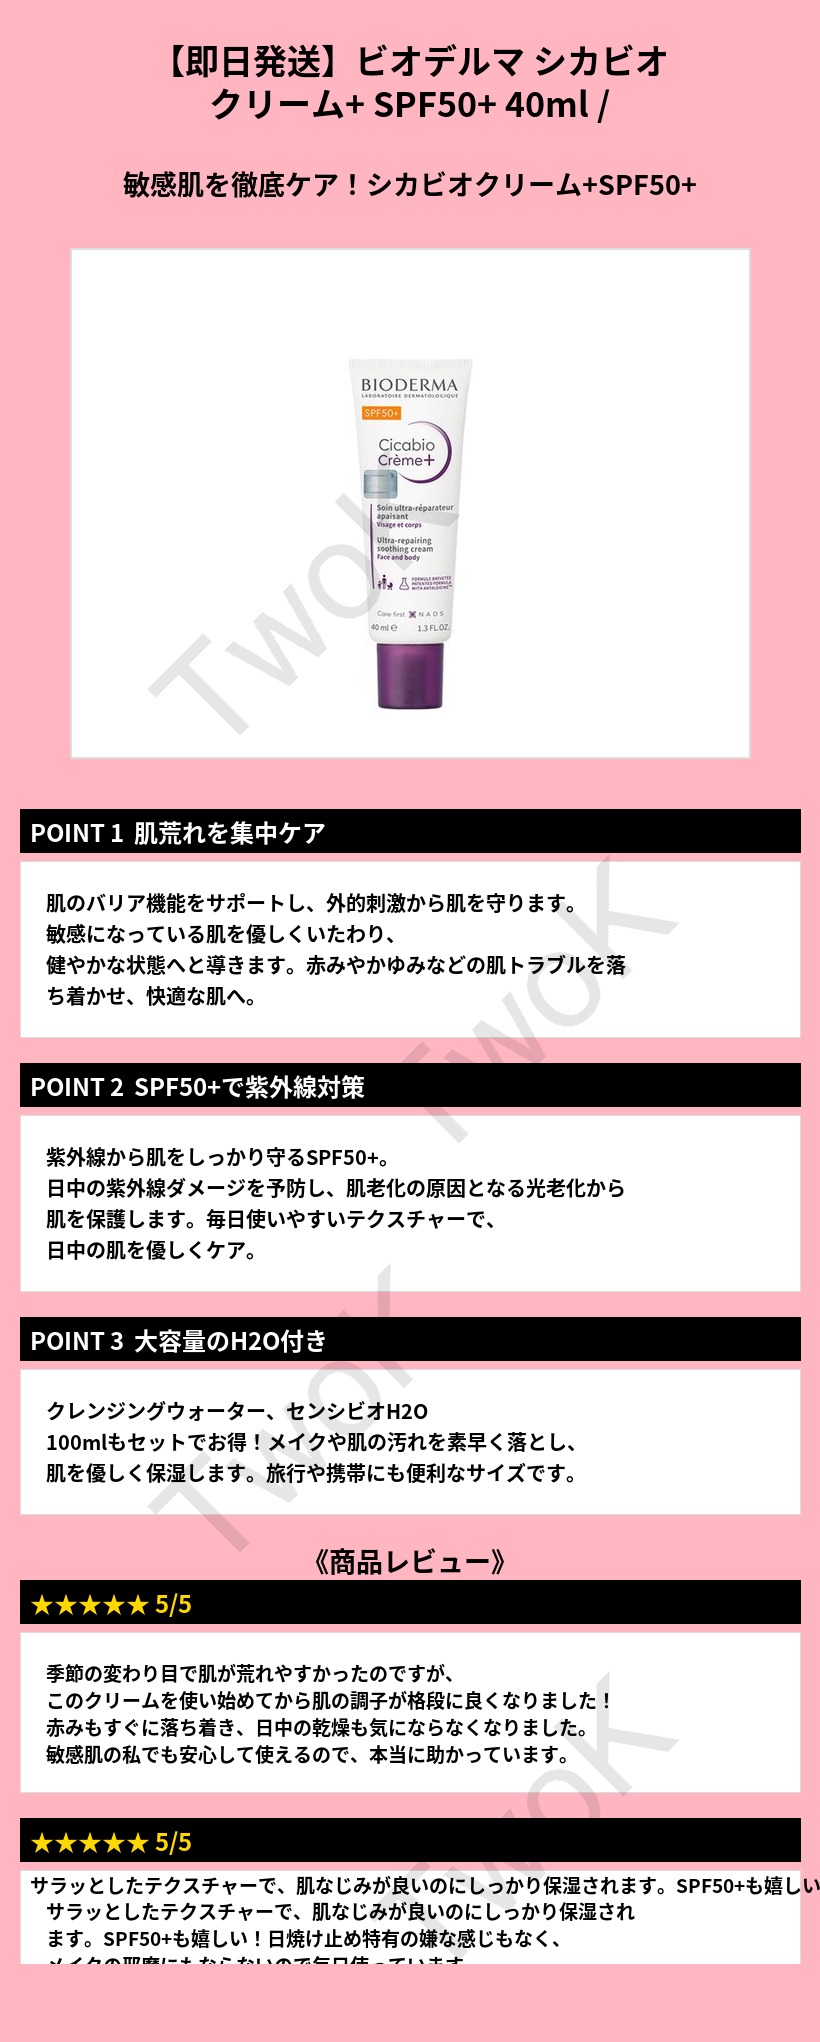 【即日発送】ビオデルマ シカビオ
クリーム+ SPF50+ 40ml /
敏感肌を徹底ケア！シカビオクリーム+SPF50+
BIODERMA
LABORATOIRE DERMATOLOGIQUE
SPF50+
Cicabio
Crème+
Soin ultra-réparateur
apaisant
Visage et corps
Ultra-repairing
soothing cream
Face and body
FORMULE BREVETÉE
PATENTED FORMULA
WITH ANTALGICINE™
Care first. NAOS
40 ml ℮ 1.3 FL.OZ.
TwoK
POINT 1 肌荒れを集中ケア
肌のバリア機能をサポートし、外的刺激から肌を守ります。
敏感になっている肌を優しくいたわり、
健やかな状態へと導きます。赤みやかゆみなどの肌トラブルを落
ち着かせ、快適な肌へ。
TwoK
POINT 2 SPF50+で紫外線対策
紫外線から肌をしっかり守るSPF50+。
日中の紫外線ダメージを予防し、肌老化の原因となる光老化から
肌を保護します。毎日使いやすいテクスチャーで、
日中の肌を優しくケア。
POINT 3 大容量のH2O付き
クレンジングウォーター、センシビオH2O
100mlもセットでお得！メイクや肌の汚れを素早く落とし、
肌を優しく保湿します。旅行や携帯にも便利なサイズです。
TwoK
《商品レビュー》
★★★★★ 5/5
季節の変わり目で肌が荒れやすかったのですが、
このクリームを使い始めてから肌の調子が格段に良くなりました！
赤みもすぐに落ち着き、日中の乾燥も気にならなくなりました。
敏感肌の私でも安心して使えるので、本当に助かっています。
TwoK
★★★★★ 5/5
サラッとしたテクスチャーで、肌なじみが良いのにしっかり保湿されます。SPF50+も嬉しい
サラッとしたテクスチャーで、肌なじみが良いのにしっかり保湿され
ます。SPF50+も嬉しい！日焼け止め特有の嫌な感じもなく、
メイクの邪魔にもならないので毎日使っています